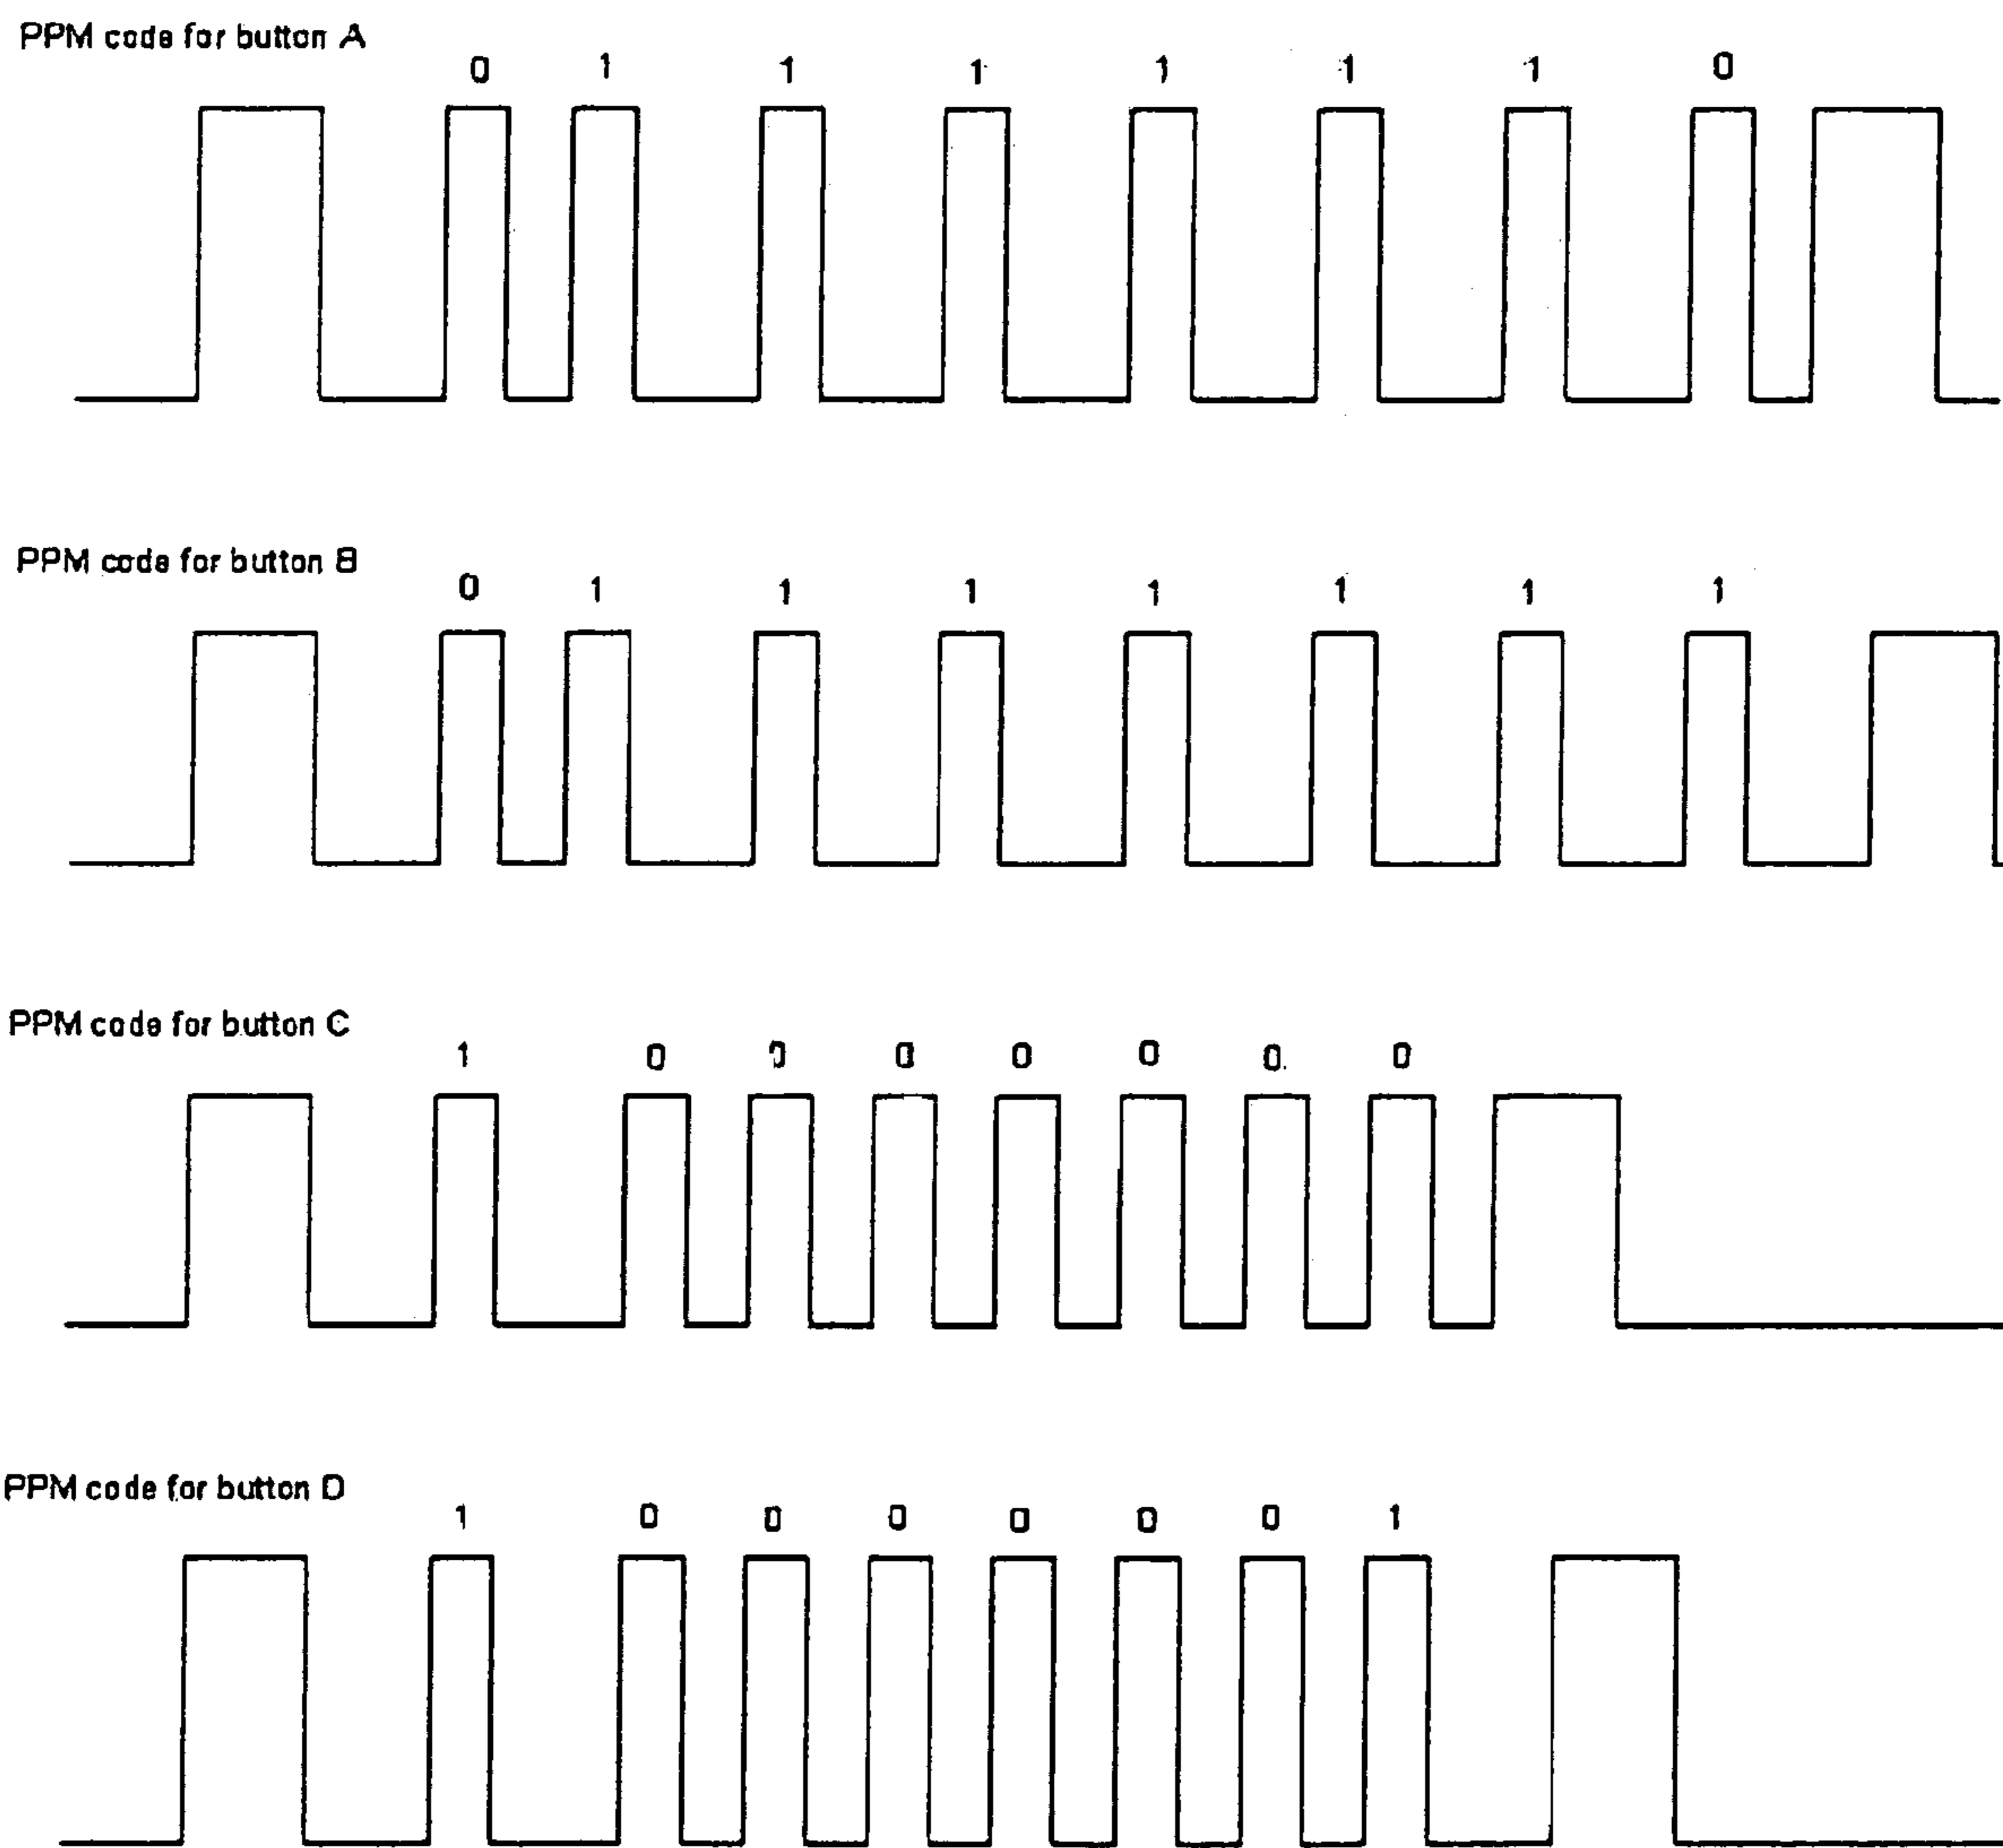 PPM code for button A
0 1 1 1 1 1 1 0
PPM code for button B
0 1 1 1 1 1 1 1
PPM code for button C
1 0 0 0 0 0 0 0
PPM code for button D
1 0 0 0 0 0 0 1